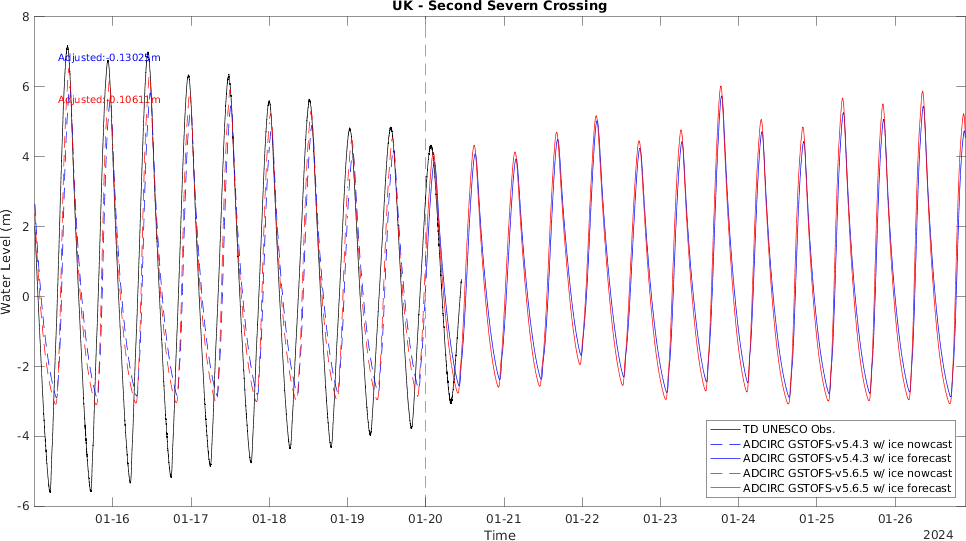 UK - Second Severn Crossing
8
6
4
2
0
-2
-4
-6
Water Level (m)
Adjusted:-0.13025m
Adjusted:-0.10611m
TD UNESCO Obs.
ADCIRC GSTOFS-v5.4.3 w/ ice nowcast
ADCIRC GSTOFS-v5.4.3 w/ ice forecast
ADCIRC GSTOFS-v5.6.5 w/ ice nowcast
ADCIRC GSTOFS-v5.6.5 w/ ice forecast
01-16 01-17 01-18 01-19 01-20 01-21 01-22 01-23 01-24 01-25 01-26
Time
2024